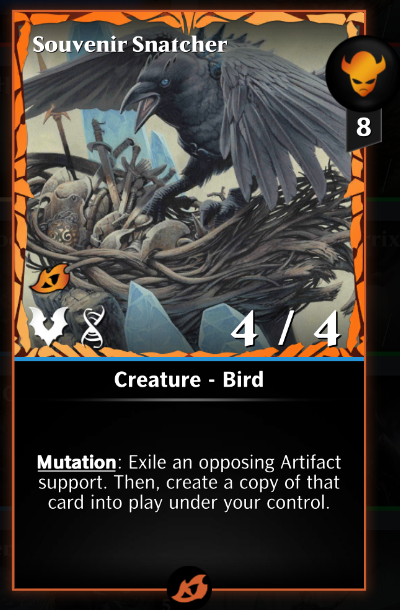 Souvenir Snatcher
8
4 / 4
Creature - Bird
Mutation: Exile an opposing Artifact
support. Then, create a copy of that
card into play under your control.